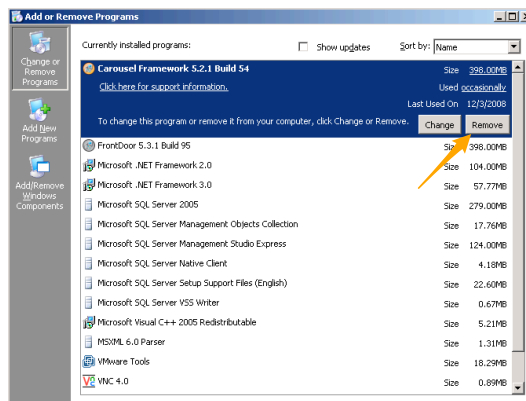 Add or Remove Programs
Change or
Remove
Programs
Add New
Programs
Add/Remove
Windows
Components
Currently installed programs: Show updates Sort by: Name
Carousel Framework 5.2.1 Build 54 Size 398.00MB
Click here for support information. Used occasionally
Last Used On 12/3/2008
To change this program or remove it from your computer, click Change or Remove. Change Remove
FrontDoor 5.3.1 Build 95 Size 398.00MB
Microsoft .NET Framework 2.0 Size 104.00MB
Microsoft .NET Framework 3.0 Size 57.77MB
Microsoft SQL Server 2005 Size 279.00MB
Microsoft SQL Server Management Objects Collection Size 17.76MB
Microsoft SQL Server Management Studio Express Size 124.00MB
Microsoft SQL Server Native Client Size 4.18MB
Microsoft SQL Server Setup Support Files (English) Size 22.60MB
Microsoft SQL Server VSS Writer Size 0.67MB
Microsoft Visual C++ 2005 Redistributable Size 5.21MB
MSXML 6.0 Parser Size 1.31MB
VMware Tools Size 18.29MB
VNC 4.0 Size 0.89MB